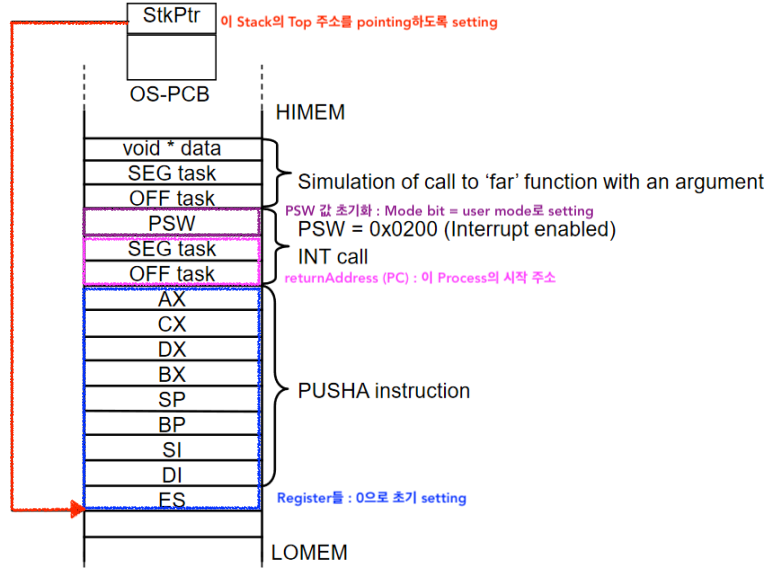 StkPtr
이 Stack의 Top 주소를 pointing하도록 setting
OS-PCB
HIMEM
void * data
SEG task
OFF task
Simulation of call to ‘far’ function with an argument
PSW 값 초기화 : Mode bit = user mode로 setting
PSW
PSW = 0x0200 (Interrupt enabled)
SEG task
INT call
OFF task
returnAddress (PC) : 이 Process의 시작 주소
AX
CX
DX
BX
PUSHA instruction
SP
BP
SI
DI
ES
Register들 : 0으로 초기 setting
LOMEM